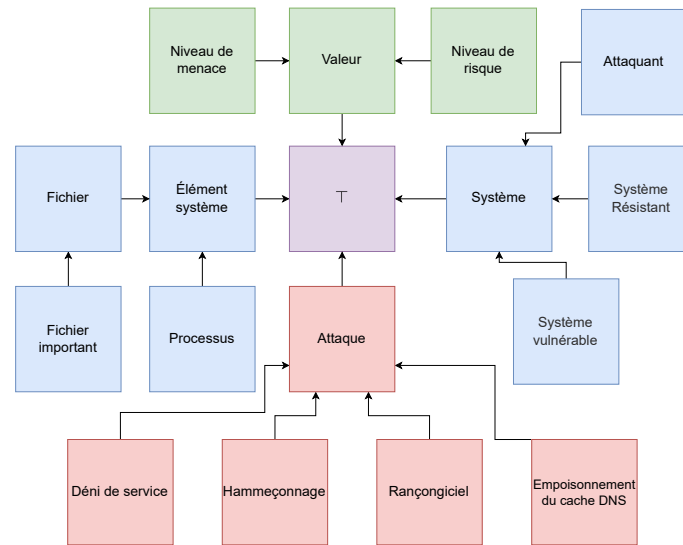 Niveau de
menace
Valeur
Niveau de
risque
Attaquant
Fichier
Élément
système
⊤
Système
Système
Résistant
Fichier
important
Processus
Attaque
Système
vulnérable
Déni de service
Hammeçonnage
Rançongiciel
Empoisonnement
du cache DNS